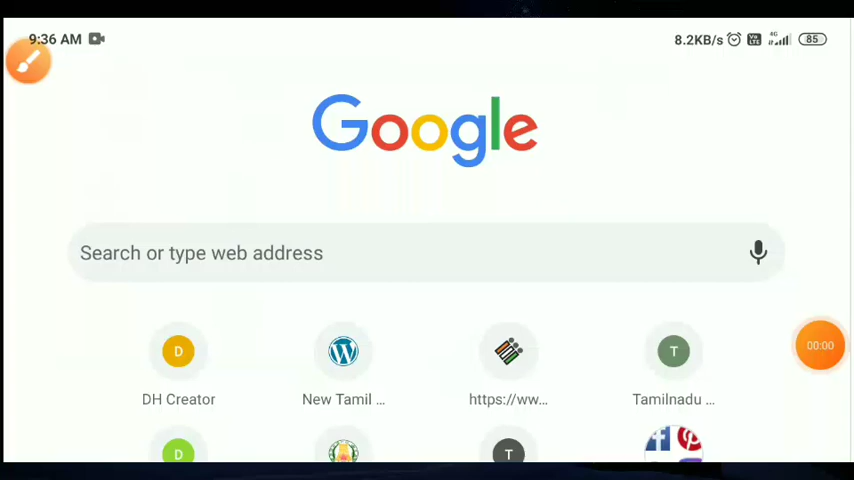 9:36 AM
8.2KB/s 4G 85
Google
Search or type web address
00:00
D
T
DH Creator
New Tamil ...
https://ww...
Tamilnadu ...
D
T